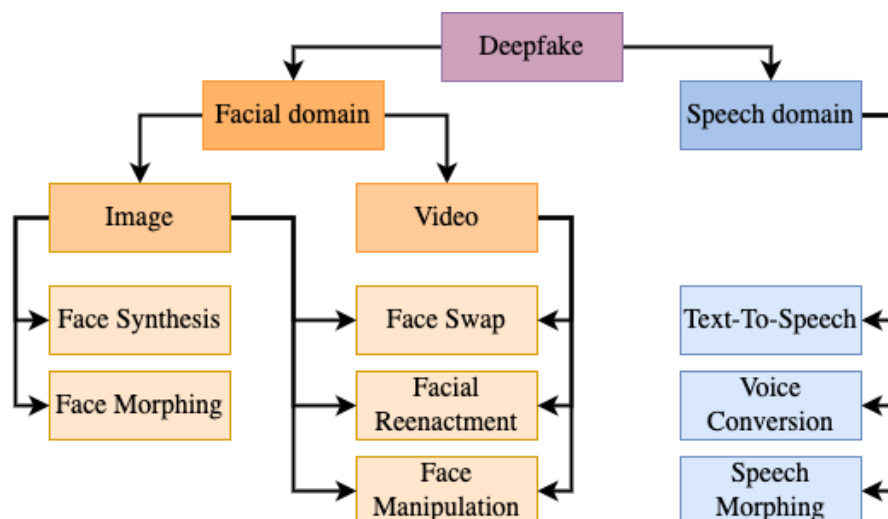 Deepfake
Facial domain
Speech domain
Image
Video
Face Synthesis
Face Swap
Text-To-Speech
Face Morphing
Facial
Reenactment
Voice
Conversion
Face
Manipulation
Speech
Morphing